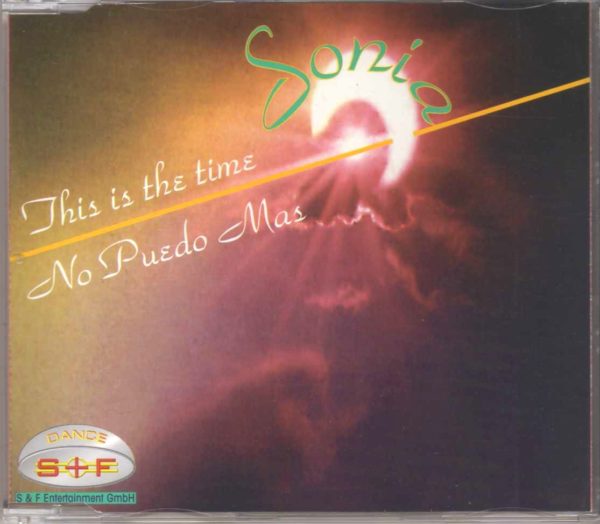 Sonia
This is the time
No Puedo Mas
DANCE
S+F
S & F Entertainment GmbH